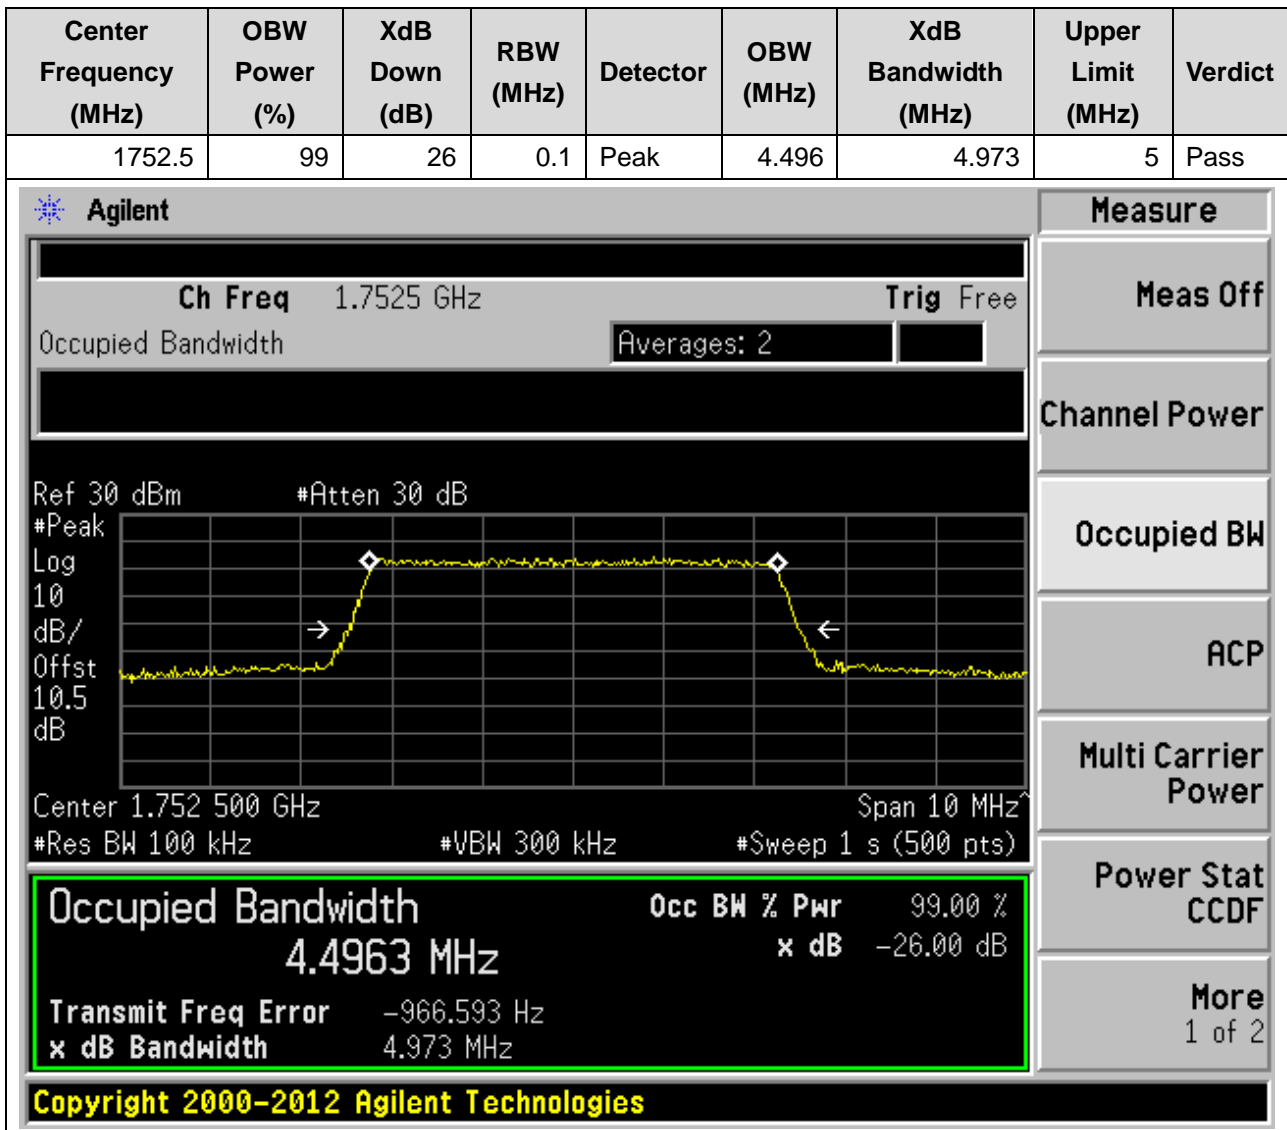 Center Frequency (MHz) OBW Power (%) XdB Down (dB) RBW (MHz) Detector OBW (MHz) XdB Bandwidth (MHz) Upper Limit (MHz) Verdict
1752.5 99 26 0.1 Peak 4.496 4.973 5 Pass
Agilent
Measure
Ch Freq 1.7525 GHz Trig Free
Occupied Bandwidth Averages: 2
Meas Off
Channel Power
Occupied BW
ACP
Multi Carrier
Power
Power Stat
CCDF
More
1 of 2
Ref 30 dBm #Atten 30 dB
#Peak
Log
10
dB/
Offst
10.5
dB
Center 1.752 500 GHz Span 10 MHz^
#Res BW 100 kHz #VBW 300 kHz #Sweep 1 s (500 pts)
Occupied Bandwidth Occ BW % Pwr 99.00 %
4.4963 MHz x dB -26.00 dB
Transmit Freq Error -966.593 Hz
x dB Bandwidth 4.973 MHz
Copyright 2000-2012 Agilent Technologies